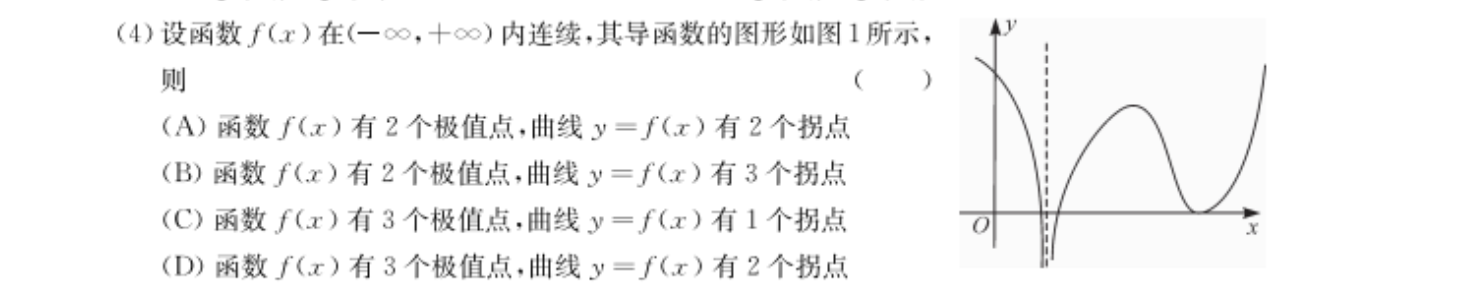 (4) 设函数 f(x) 在(－∞,＋∞) 内连续,其导函数的图形如图 1 所示,
则 ( )
(A) 函数 f(x) 有 2 个极值点,曲线 y＝f(x) 有 2 个拐点
(B) 函数 f(x) 有 2 个极值点,曲线 y＝f(x) 有 3 个拐点
(C) 函数 f(x) 有 3 个极值点,曲线 y＝f(x) 有 1 个拐点
(D) 函数 f(x) 有 3 个极值点,曲线 y＝f(x) 有 2 个拐点
y
O
x